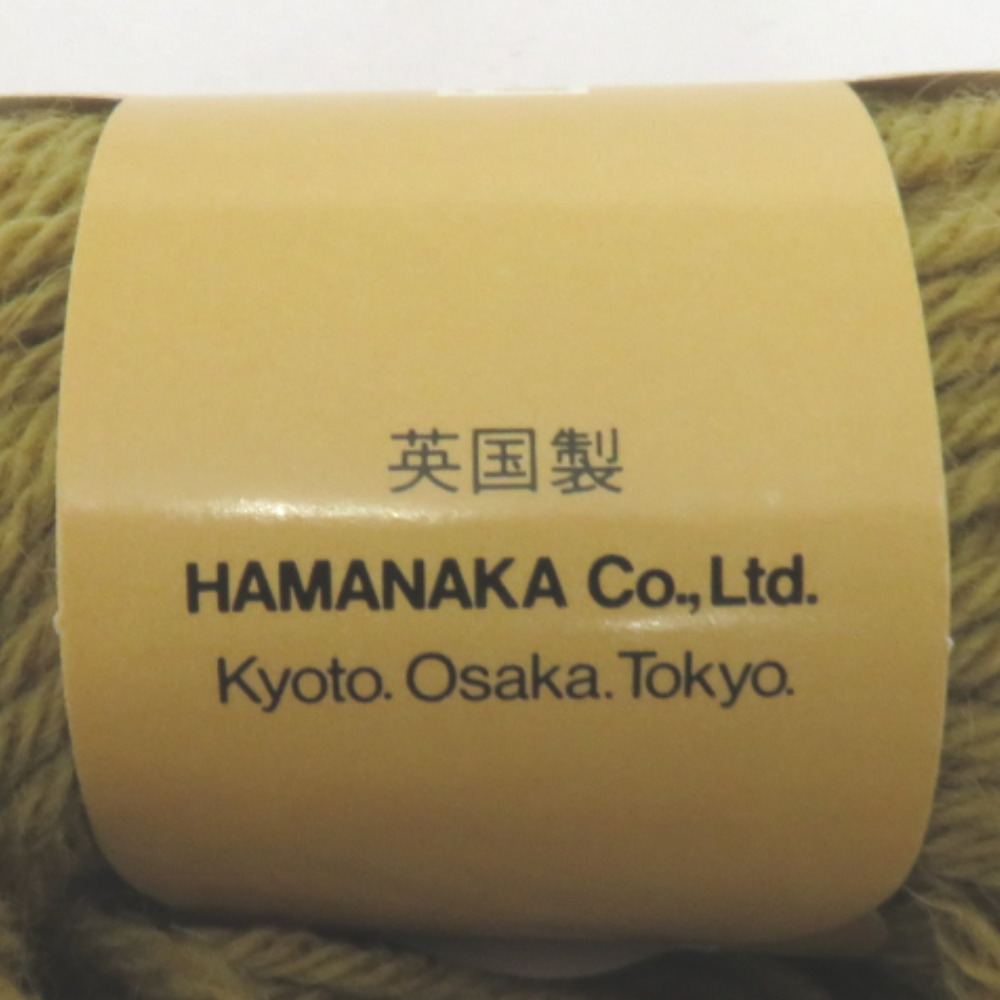 英国製
HAMANAKA Co.,Ltd.
Kyoto. Osaka. Tokyo.